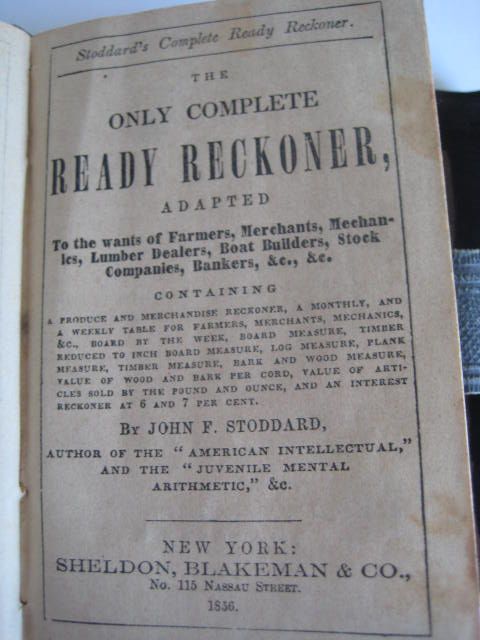 Stoddard's Complete Ready Reckoner.
THE
ONLY COMPLETE
READY RECKONER,
ADAPTED
To the wants of Farmers, Merchants, Mechan-
ics, Lumber Dealers, Boat Builders, Stock
Companies, Bankers, &c., &c.
CONTAINING
A PRODUCE AND MERCHANDISE RECKONER, A MONTHLY, AND
A WEEKLY TABLE FOR FARMERS, MERCHANTS, MECHANICS,
&C., BOARD BY THE WEEK, BOARD MEASURE, TIMBER
REDUCED TO INCH BOARD MEASURE, LOG MEASURE, PLANK
MEASURE, TIMBER MEASURE, BARK AND WOOD MEASURE,
VALUE OF WOOD AND BARK PER CORD, VALUE OF ARTI-
CLES SOLD BY THE POUND AND OUNCE, AND AN INTEREST
RECKONER AT 6 AND 7 PER CENT.
BY JOHN F. STODDARD,
AUTHOR OF THE "AMERICAN INTELLECTUAL,"
AND THE "JUVENILE MENTAL
ARITHMETIC," &c.
NEW YORK:
SHELDON, BLAKEMAN & CO.,
No. 115 NASSAU STREET.
1856.